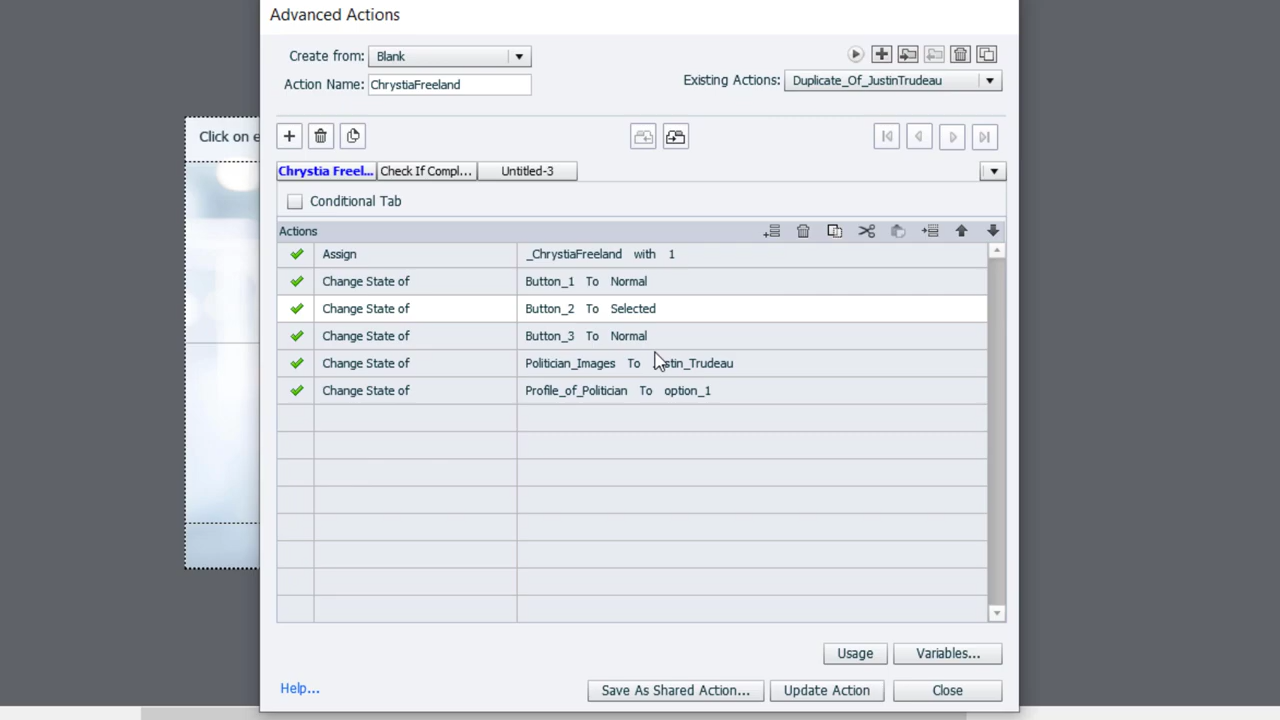 Advanced Actions
Create from: Blank
Action Name: ChrystiaFreeland
Existing Actions: Duplicate_Of_JustinTrudeau
Click on e
Chrystia Freel... Check If Compl... Untitled-3
Conditional Tab
Actions
Assign _ChrystiaFreeland with 1
Change State of Button_1 To Normal
Change State of Button_2 To Selected
Change State of Button_3 To Normal
Change State of Politician_Images To stin_Trudeau
Change State of Profile_of_Politician To option_1
Usage Variables...
Help... Save As Shared Action... Update Action Close